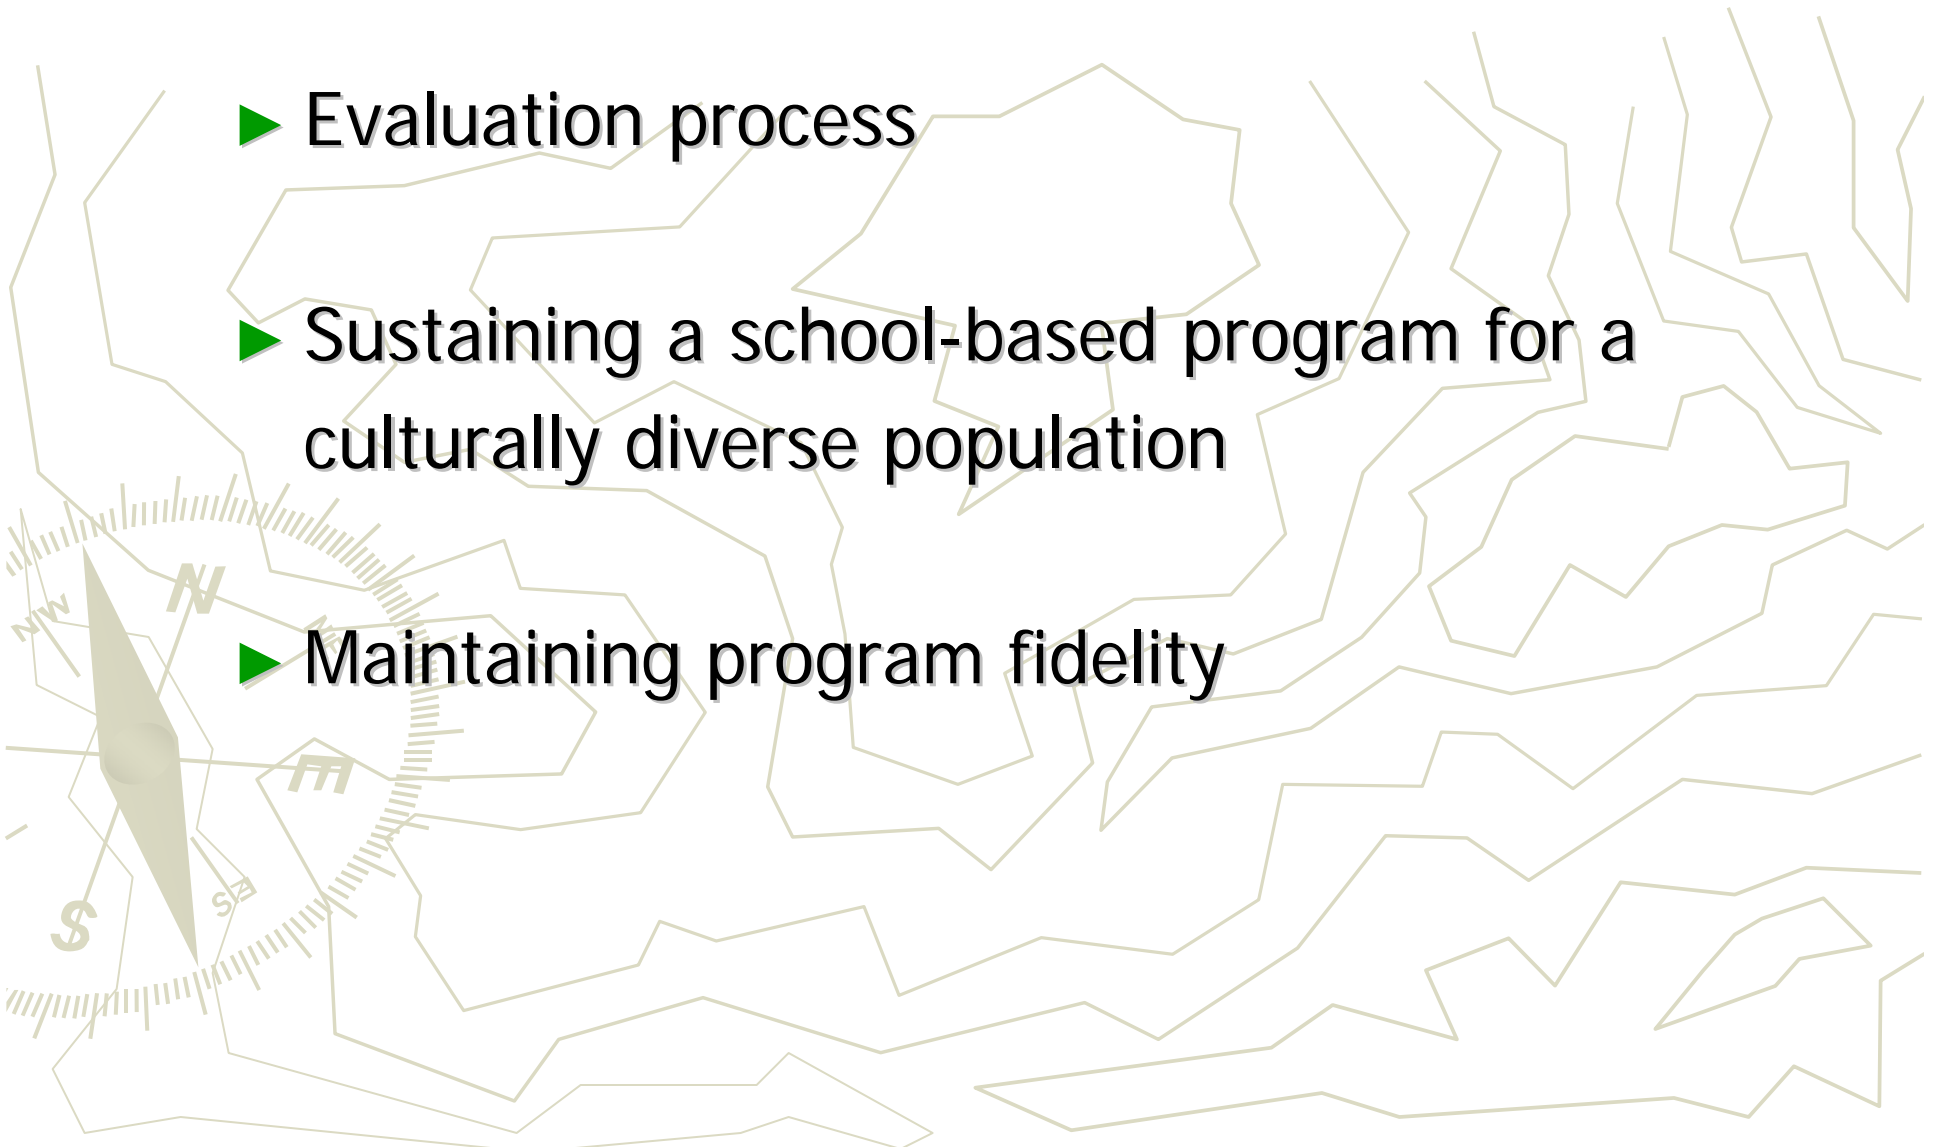 ► Evaluation process
► Sustaining a school-based program for a
culturally diverse population
► Maintaining program fidelity
N
NW
E
SE
S